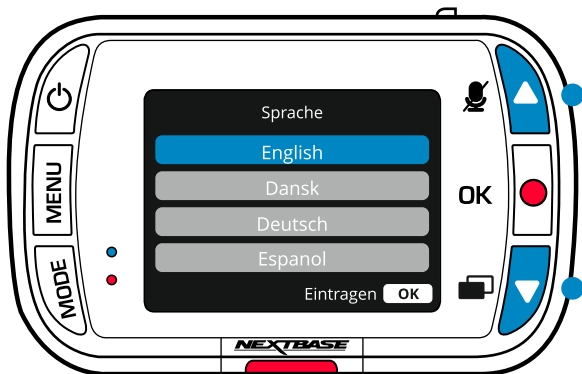 Sprache
English
Dansk
Deutsch
Espanol
Eintragen OK
MENU
MODE
OK
NEXTBASE